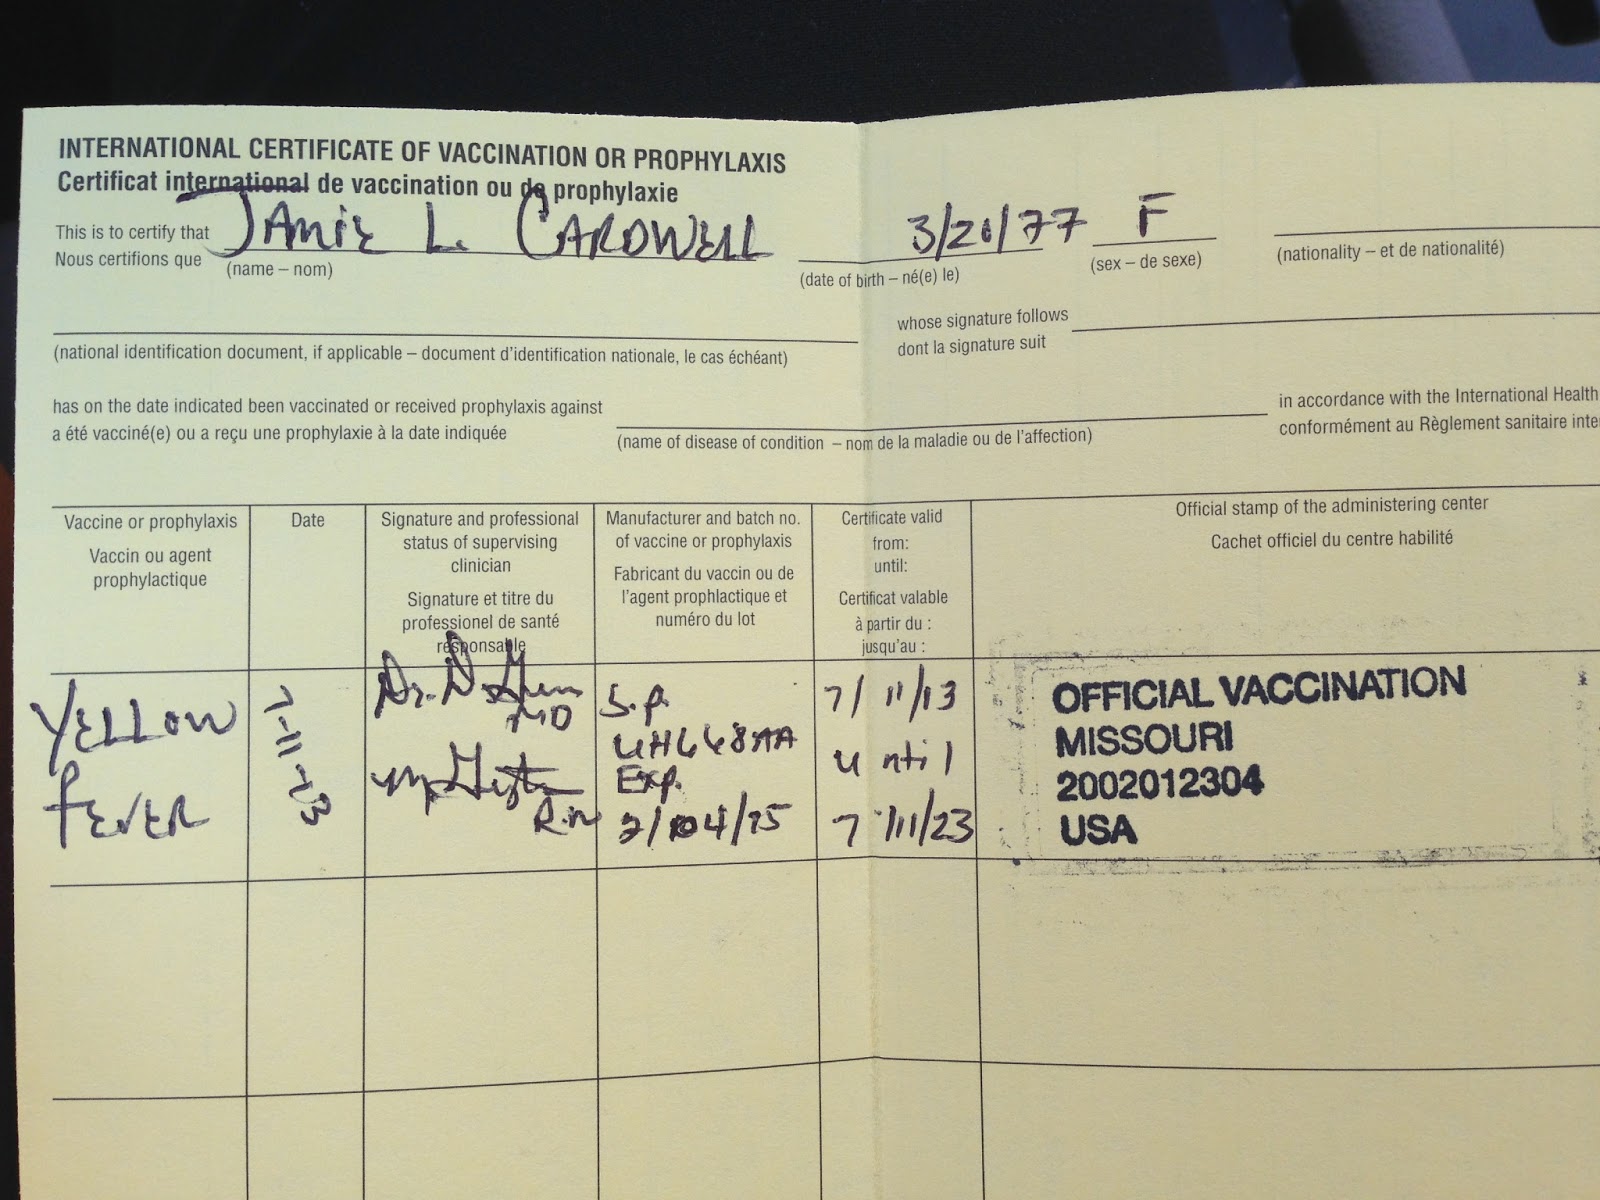 INTERNATIONAL CERTIFICATE OF VACCINATION OR PROPHYLAXIS
Certificat international de vaccination ou de prophylaxie
This is to certify that JAMIE L. CARDWELL 3/20/77 F
Nous certifions que (name – nom) (date of birth – né(e) le) (sex – de sexe) (nationality – et de nationalité)
whose signature follows
dont la signature suit
(national identification document, if applicable – document d'identification nationale, le cas échéant)
has on the date indicated been vaccinated or received prophylaxis against in accordance with the International Health
a été vacciné(e) ou a reçu une prophylaxie à la date indiquée (name of disease of condition – nom de la maladie ou de l'affection) conformément au Règlement sanitaire
Vaccine or prophylaxis
Vaccin ou agent
prophylactique
Date
Signature and professional
status of supervising
clinician
Signature et titre du
professionel de santé
responsable
Manufacturer and batch no.
of vaccine or prophylaxis
Fabricant du vaccin ou de
l'agent prophlactique et
numéro du lot
Certificate valid
from:
until:
Certificat valable
à partir du :
jusqu'au :
Official stamp of the administering center
Cachet officiel du centre habilité
YELLOW
FEVER
7-11-13
Dr. D.
MD
R.N
S.P.
UH448AA
Exp.
7/11/13
until
7/11/23
OFFICIAL VACCINATION
MISSOURI
2002012304
USA